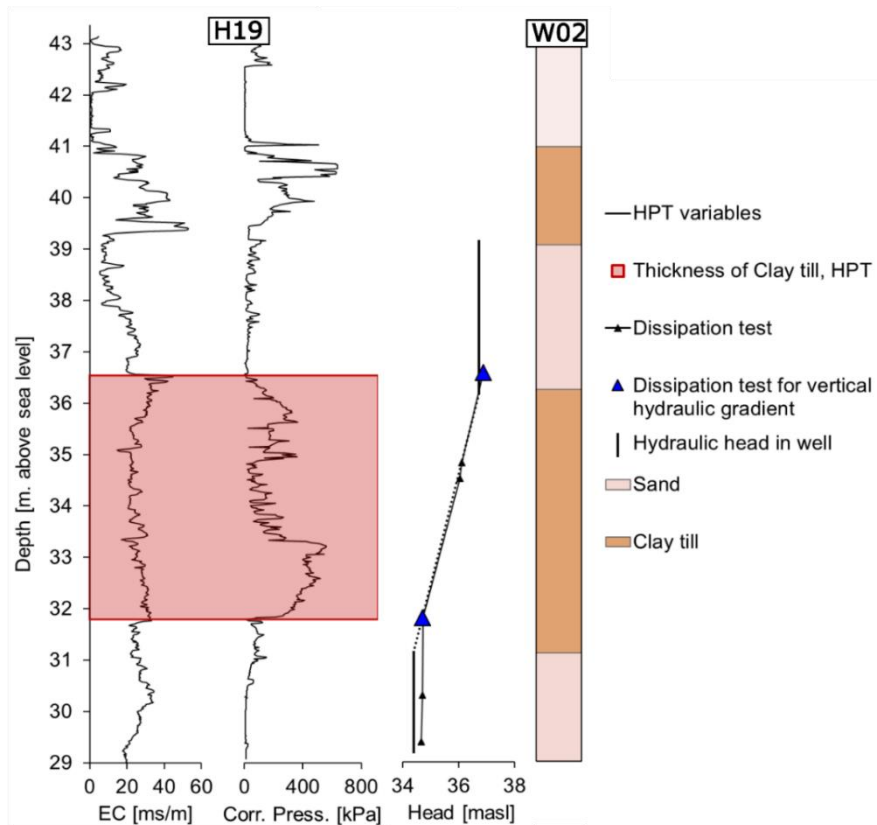 H19
W02
43
42
41
40
39
38
37
36
35
34
33
32
31
30
29
Depth [m. above sea level]
0 20 40 60
EC [ms/m]
0 400 800
Corr. Press. [kPa]
34 36 38
Head [masl]
HPT variables
Thickness of Clay till, HPT
Dissipation test
Dissipation test for vertical
hydraulic gradient
Hydraulic head in well
Sand
Clay till